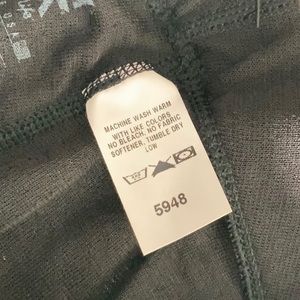 MACHINE WASH WARM
WITH LIKE COLORS
NO BLEACH. NO FABRIC
SOFTENER, TUMBLE DRY
LOW
5948